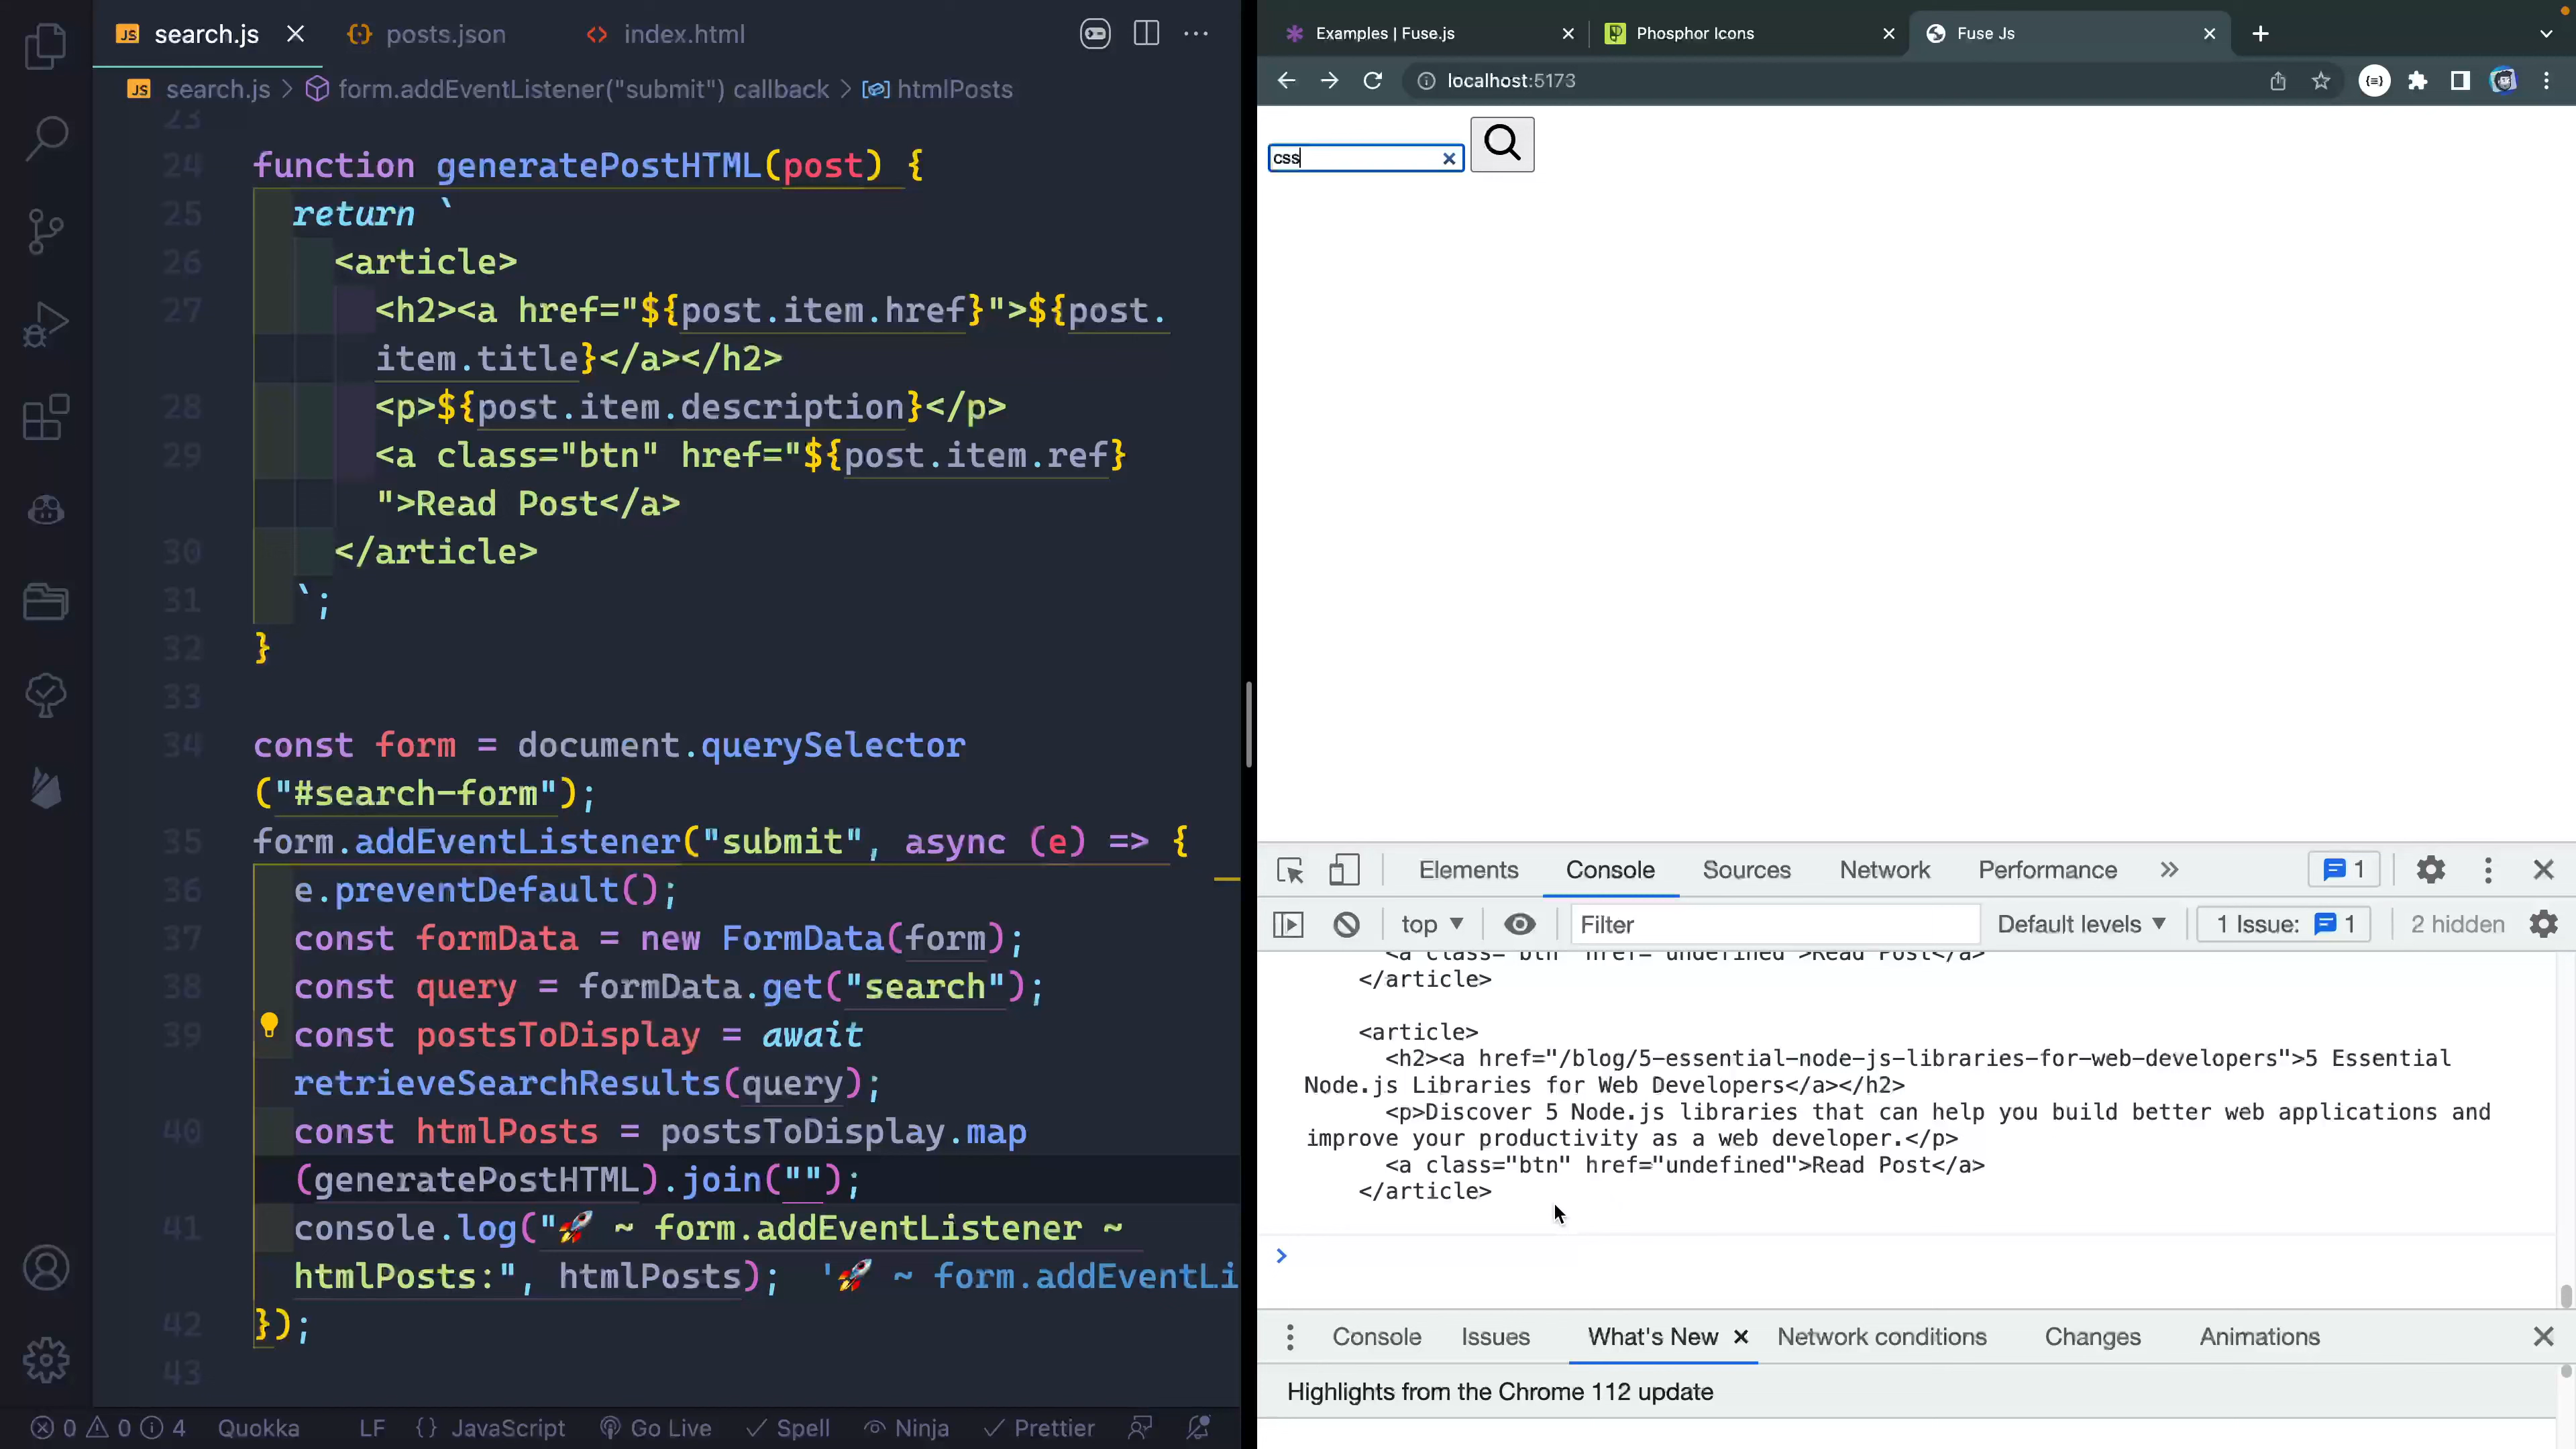 search.js
posts.json
index.html
search.js > form.addEventListener("submit") callback > htmlPosts
23
24 function generatePostHTML(post) {
25 return `
26 <article>
27 <h2><a href="${post.item.href}">${post.
item.title}</a></h2>
28 <p>${post.item.description}</p>
29 <a class="btn" href="${post.item.ref}
">Read Post</a>
30 </article>
31 `;
32 }
33
34 const form = document.querySelector
("#search-form");
35 form.addEventListener("submit", async (e) => {
36 e.preventDefault();
37 const formData = new FormData(form);
38 const query = formData.get("search");
39 const postsToDisplay = await
retrieveSearchResults(query);
40 const htmlPosts = postsToDisplay.map
(generatePostHTML).join("");
41 console.log("🚀 ~ form.addEventListener ~
htmlPosts:", htmlPosts); '🚀 ~ form.addEventLi
42 });
43
0 0 4 Quokka LF {} JavaScript Go Live Spell Ninja Prettier
Examples | Fuse.js
Phosphor Icons
Fuse Js
localhost:5173
css
Elements Console Sources Network Performance 1
top Filter Default levels 1 Issue: 1 2 hidden
<a class="btn" href="undefined">Read Post</a>
</article>
<article>
<h2><a href="/blog/5-essential-node-js-libraries-for-web-developers">5 Essential
Node.js Libraries for Web Developers</a></h2>
<p>Discover 5 Node.js libraries that can help you build better web applications and
improve your productivity as a web developer.</p>
<a class="btn" href="undefined">Read Post</a>
</article>
>
Console Issues What's New Network conditions Changes Animations
Highlights from the Chrome 112 update